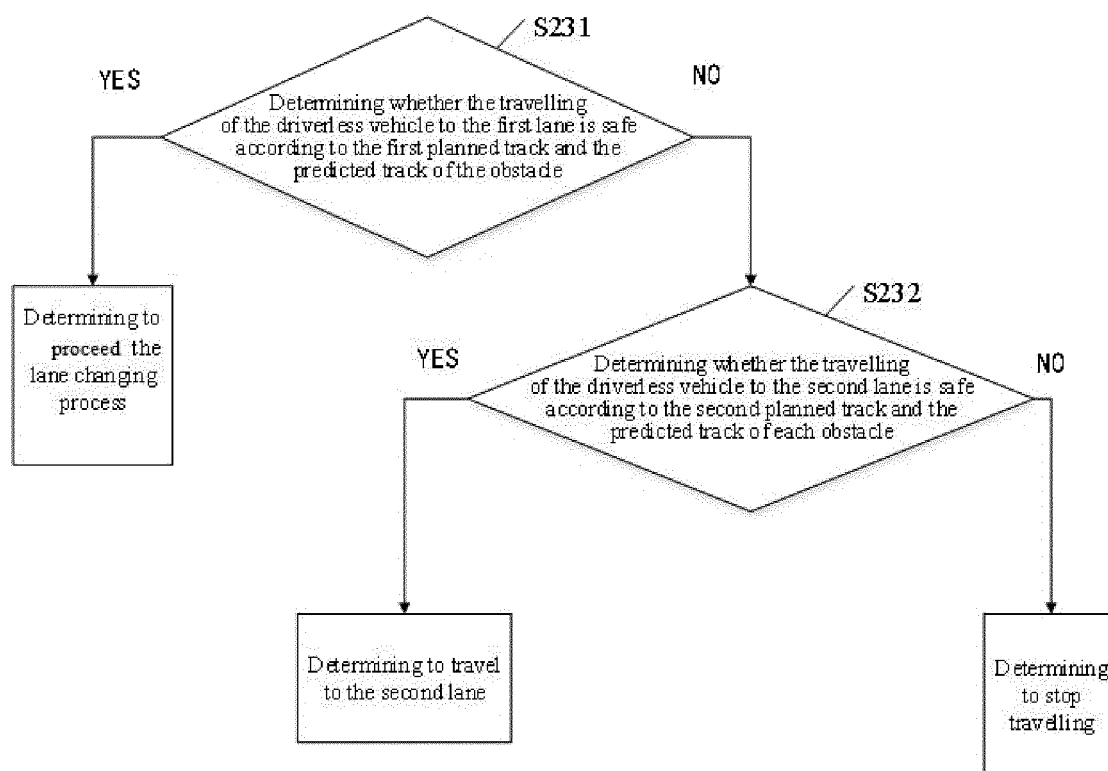 S231
YES
NO
Determining whether the travelling
of the driverless vehicle to the first lane is safe
according to the first planned track and the
predicted track of the obstacle
Determining to
proceed the
lane changing
process
S232
YES
NO
Determining whether the travelling
of the driverless vehicle to the second lane is safe
according to the second planned track and the
predicted track of each obstacle
Determining to travel
to the second lane
Determining
to stop
travelling